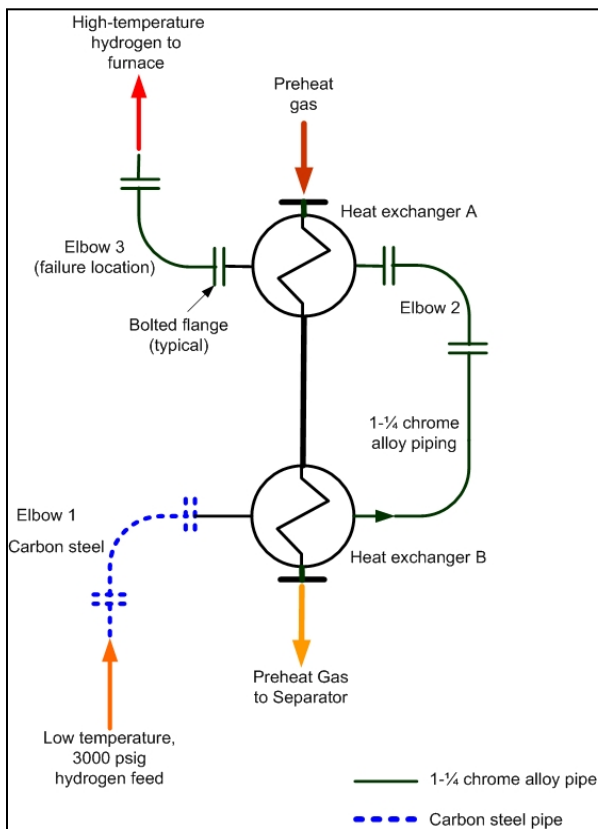 High-temperature
hydrogen to
furnace
Preheat
gas
Heat exchanger A
Elbow 3
(failure location)
Elbow 2
Bolted flange
(typical)
1-¼ chrome
alloy piping
Elbow 1
Carbon steel
Heat exchanger B
Preheat Gas
to Separator
Low temperature,
3000 psig
hydrogen feed
1-¼ chrome alloy pipe
Carbon steel pipe